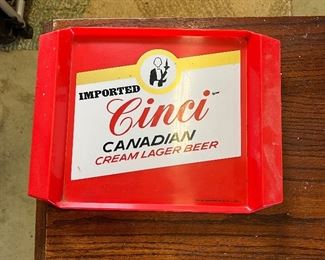 IMPORTED
Cinci
CANADIAN
CREAM LAGER BEER